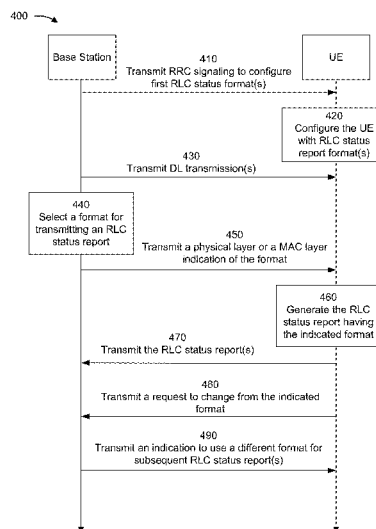 400
Base Station
UE
410
Transmit RRC signaling to configure
first RLC status format(s)
420
Configure the UE
with RLC status
report format(s)
430
Transmit DL transmission(s)
440
Select a format for
transmitting an RLC
status report
450
Transmit a physical layer or a MAC layer
indication of the format
460
Generate the RLC
status report having
the indicated format
470
Transmit the RLC status report(s)
480
Transmit a request to change from the indicated
format
490
Transmit an indication to use a different format for
subsequent RLC status report(s)